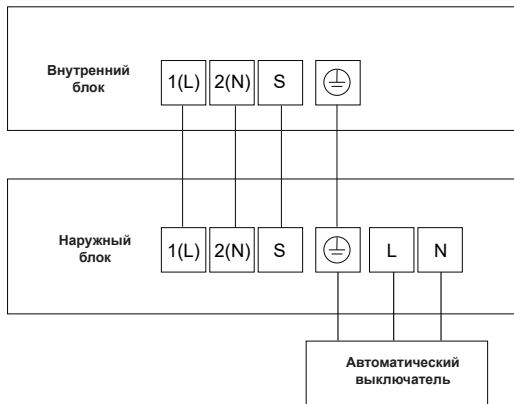 Внутренний
блок
1(L) 2(N) S
Наружный
блок
1(L) 2(N) S L N
Автоматический
выключатель